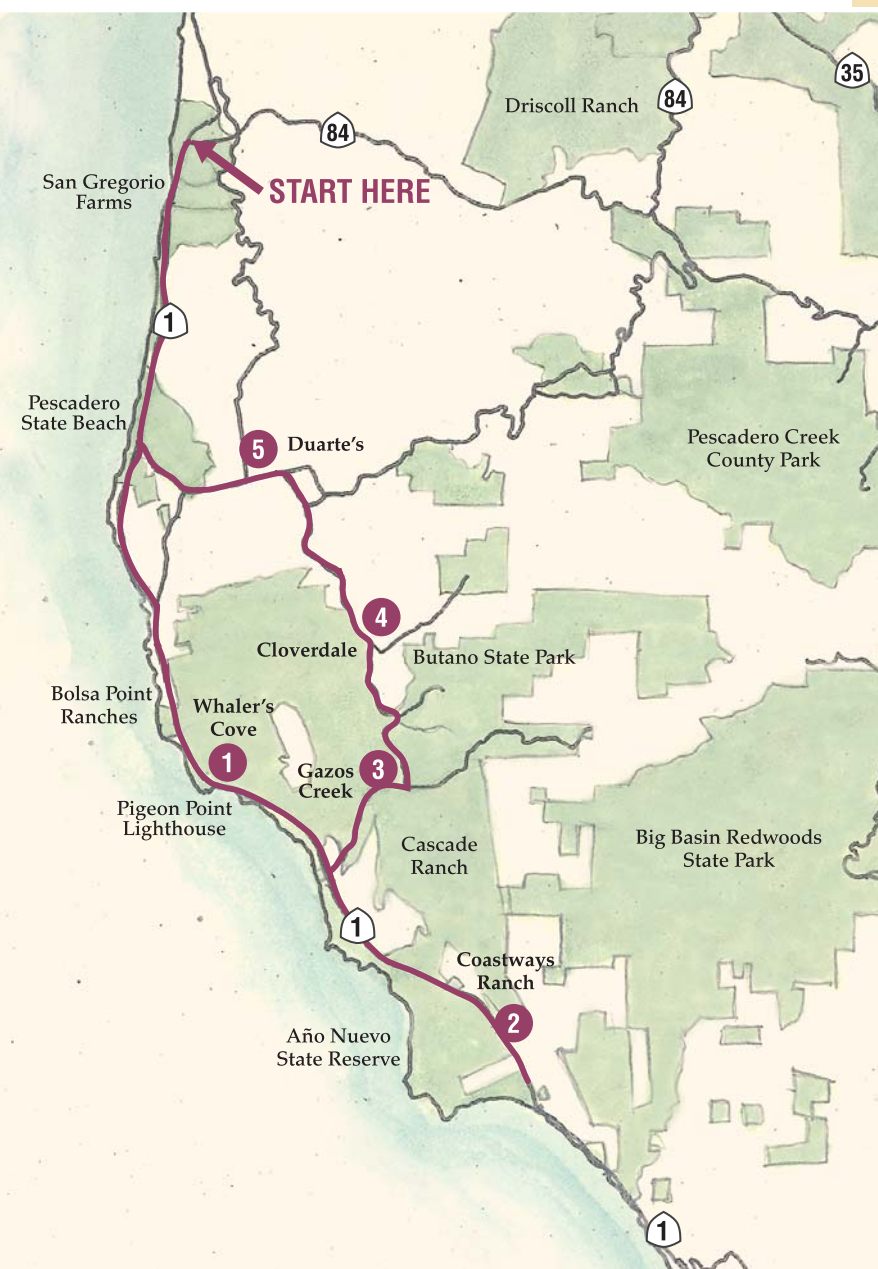 35
Driscoll Ranch
84
84
San Gregorio
Farms
START HERE
1
Pescadero
State Beach
5
Duarte's
Pescadero Creek
County Park
4
Cloverdale
Butano State Park
Bolsa Point
Ranches
Whaler's
Cove
1
Gazos
Creek
3
Pigeon Point
Lighthouse
Cascade
Ranch
Big Basin Redwoods
State Park
1
Coastways
Ranch
2
Año Nuevo
State Reserve
1